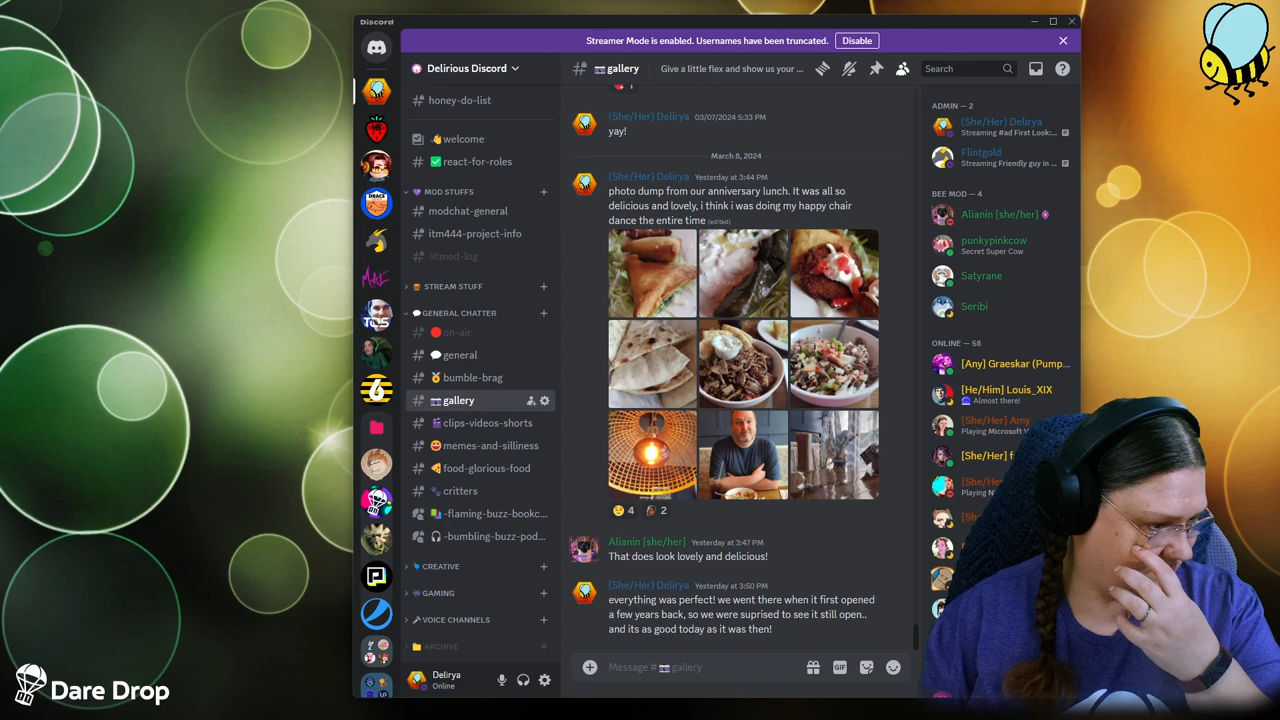 Discord
Streamer Mode is enabled. Usernames have been truncated.
Disable
Delirious Discord
gallery
Give a little flex and show us your ...
Search
honey-do-list
welcome
react-for-roles
MOD STUFFS
modchat-general
itm444-project-info
mod-log
STREAM STUFF
GENERAL CHATTER
on-air
general
bumble-brag
gallery
clips-videos-shorts
memes-and-silliness
food-glorious-food
critters
-flaming-buzz-bookc...
-bumbling-buzz-pod...
CREATIVE
GAMING
VOICE CHANNELS
ARCHIVE
Delirya
Online
(She/Her) Delirya 03/07/2024 5:33 PM
yay!
March 8, 2024
(She/Her) Delirya Yesterday at 3:44 PM
photo dump from our anniversary lunch. It was all so
delicious and lovely, i think i was doing my happy chair
dance the entire time (edited)
4 2
Alianin [she/her] Yesterday at 3:47 PM
That does look lovely and delicious!
(She/Her) Delirya Yesterday at 3:50 PM
everything was perfect! we went there when it first opened
a few years back, so we were suprised to see it still open..
and its as good today as it was then!
Message # gallery
GIF
ADMIN — 2
(She/Her) Delirya
Streaming #ad First Look:...
Flintgold
Streaming Friendly guy in ...
BEE MOD — 4
Alianin [she/her]
punkypinkcow
Secret Super Cow
Satyrane
Seribi
ONLINE — 58
[Any] Graeskar (Pump...
[He/Him] Louis_XIX
Almost there!
[She/Her] Amy
Playing Microsoft
[She/Her]
Playing
DRACS
MAE
TOS
6
Dare Drop